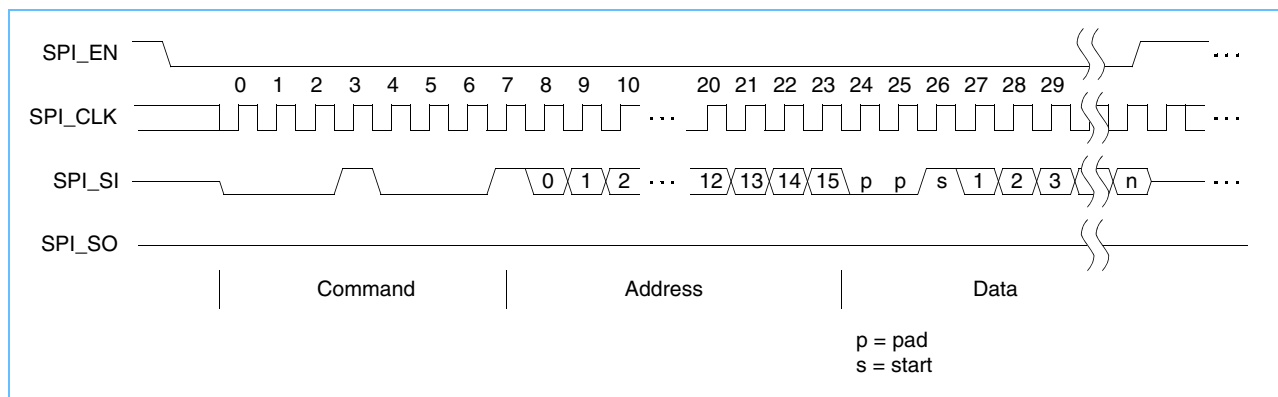 SPI_EN
...
0 1 2 3 4 5 6 7 8 9 10 20 21 22 23 24 25 26 27 28 29
SPI_CLK
... ...
SPI_SI
0 1 2 ... 12 13 14 15 p p s 1 2 3 n ...
SPI_SO
Command Address Data
p = pad
s = start